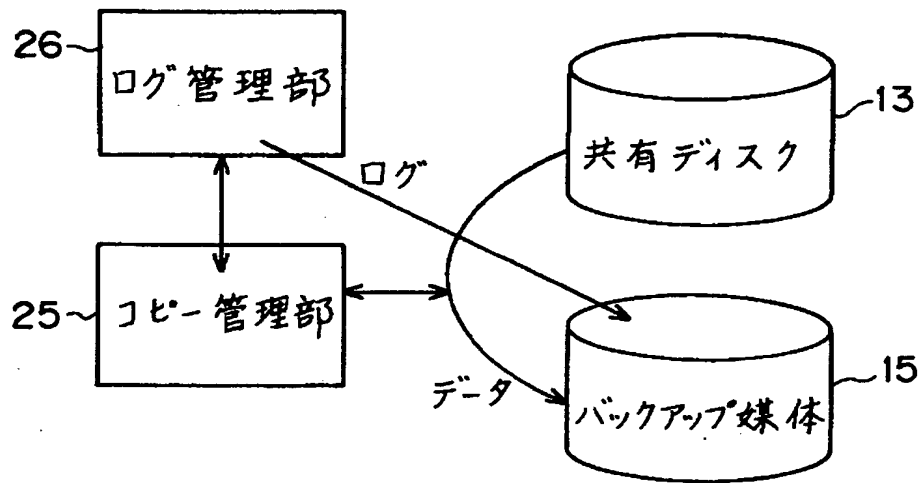 26
ログ管理部
共有ディスク
13
ログ
25
コピー管理部
データ
バックアップ媒体
15